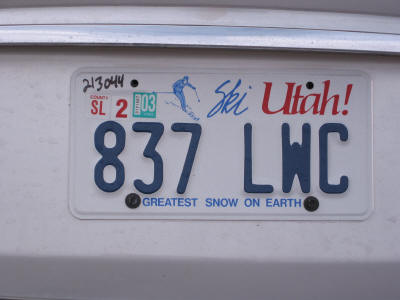 213044
COUNTY
SL 2 03 Ski Utah!
837 LWC
GREATEST SNOW ON EARTH